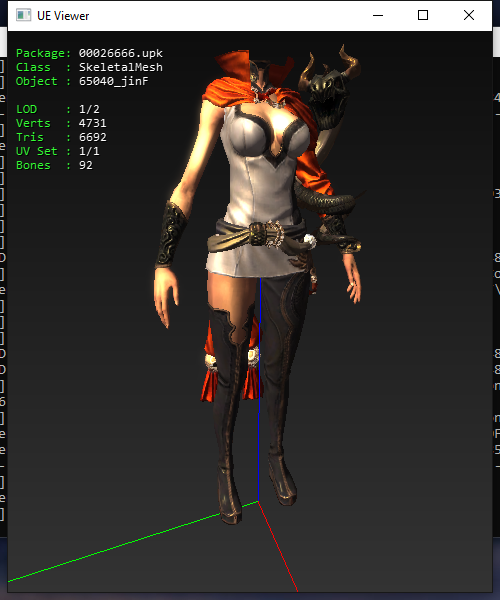 UE Viewer
Package: 00026666.upk
Class : SkeletalMesh
Object : 65040_jinF
LOD : 1/2
Verts : 4731
Tris : 6692
UV Set : 1/1
Bones : 92